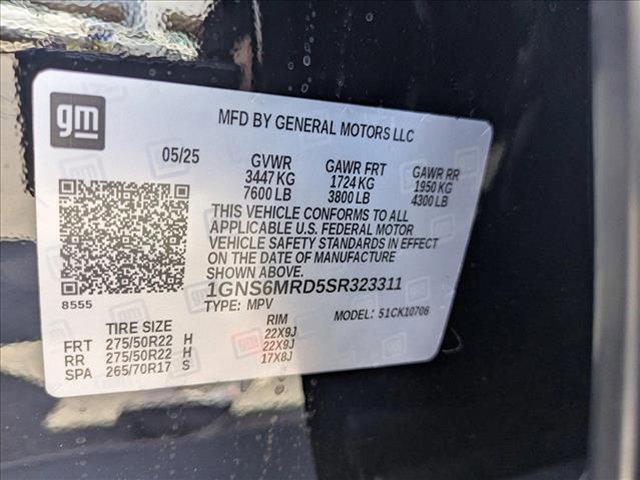 gm
MFD BY GENERAL MOTORS LLC
05/25 GVWR GAWR FRT GAWR RR
3447 KG 1724 KG 1950 KG
7600 LB 3800 LB 4300 LB
THIS VEHICLE CONFORMS TO ALL
APPLICABLE U.S. FEDERAL MOTOR
VEHICLE SAFETY STANDARDS IN EFFECT
ON THE DATE OF MANUFACTURE
SHOWN ABOVE.
8555 1GNS6MRD5SR323311
TYPE: MPV MODEL: 51CK10706
TIRE SIZE RIM
FRT 275/50R22 H 22X9J
RR 275/50R22 H 22X9J
SPA 265/70R17 S 17X8J